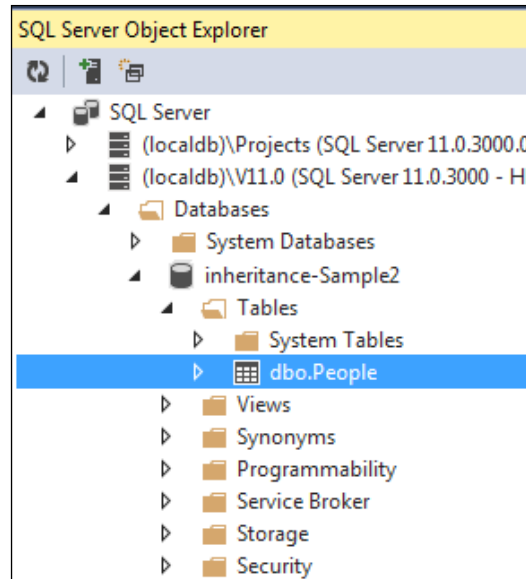 SQL Server Object Explorer
SQL Server
(localdb)\Projects (SQL Server 11.0.3000.0
(localdb)\V11.0 (SQL Server 11.0.3000 - H
Databases
System Databases
inheritance-Sample2
Tables
System Tables
dbo.People
Views
Synonyms
Programmability
Service Broker
Storage
Security